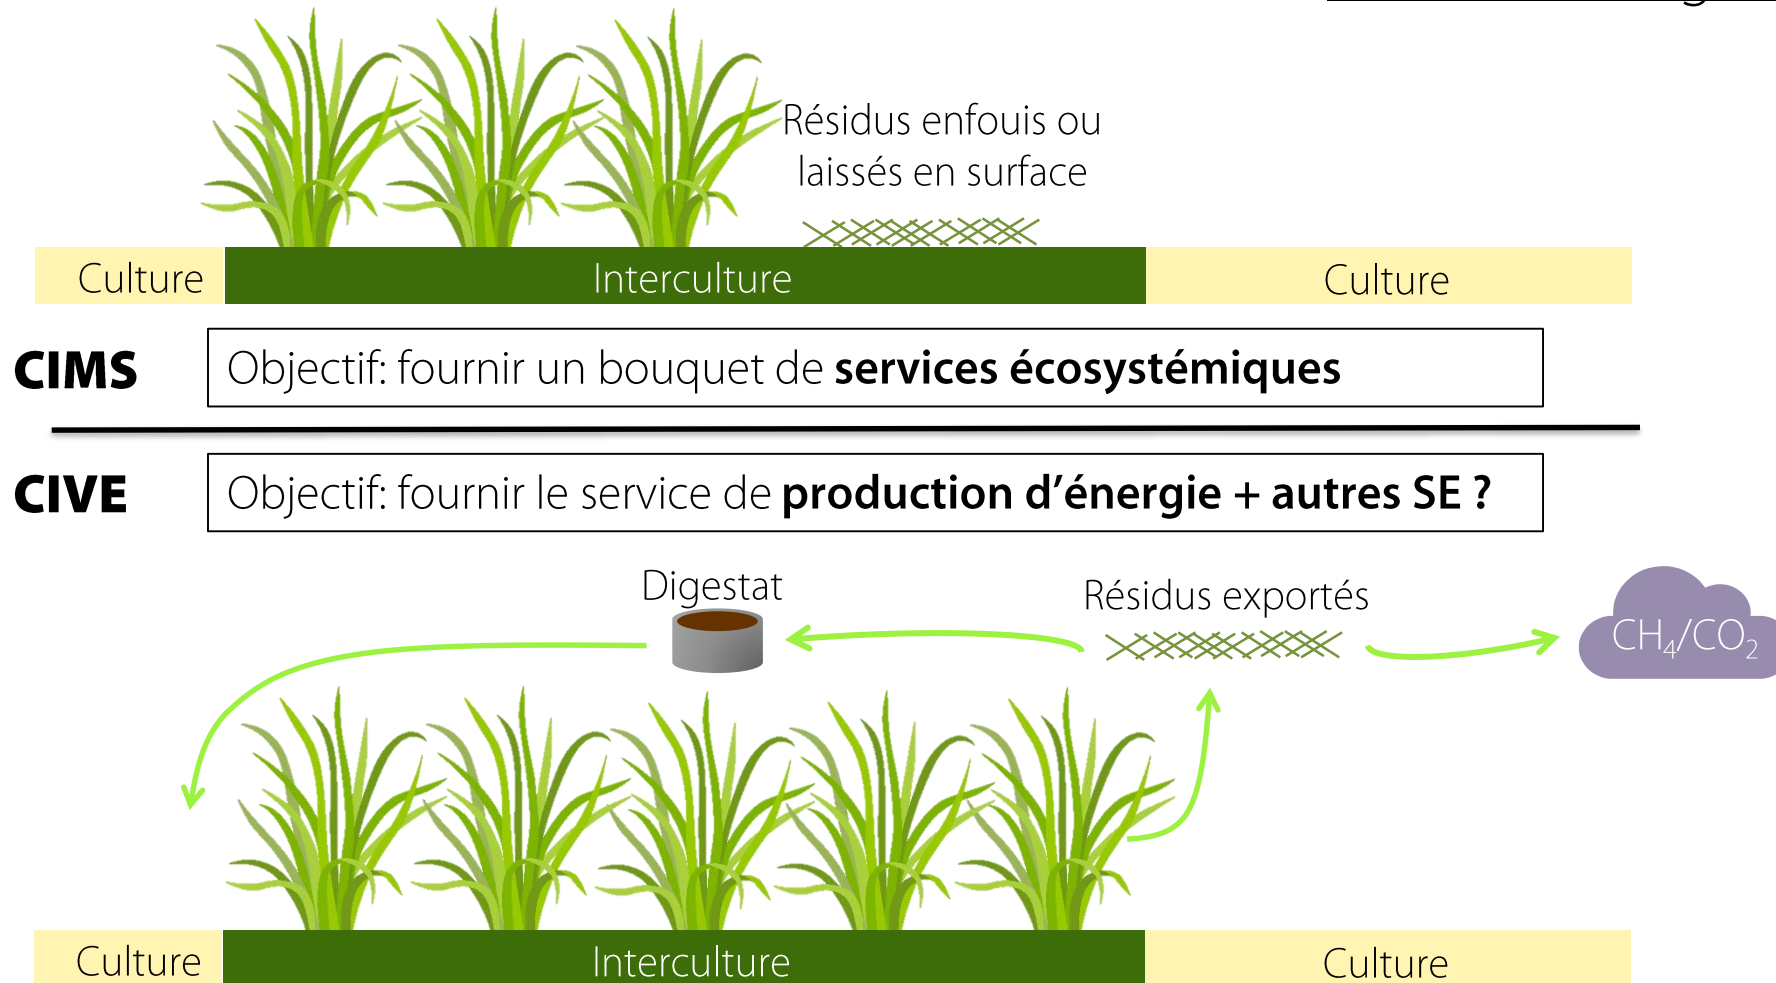 Résidus enfouis ou
laissés en surface
Culture
Interculture
Culture
CIMS
Objectif: fournir un bouquet de services écosystémiques
CIVE
Objectif: fournir le service de production d’énergie + autres SE ?
Digestat
Résidus exportés
CH₄/CO₂
Culture
Interculture
Culture